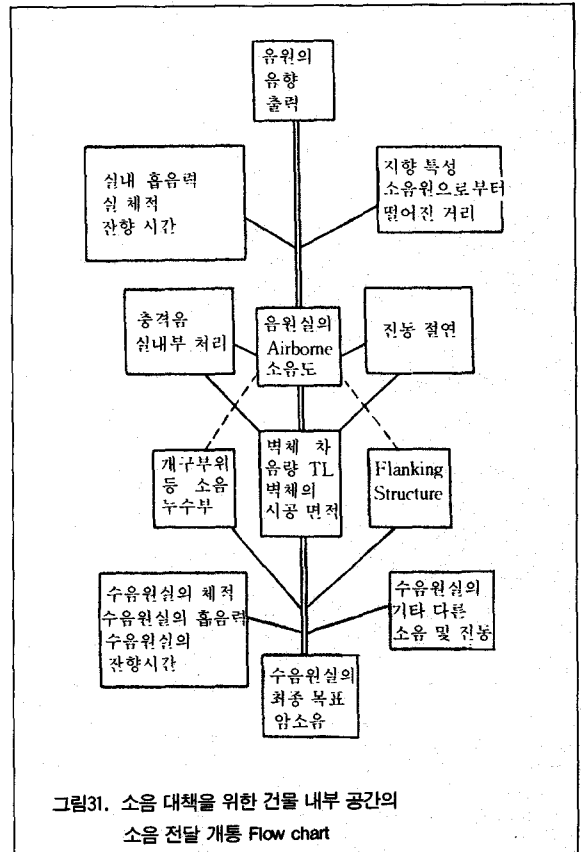 음원의
음향
출력
실내 흡음력
실 체적
잔향 시간
지향 특성
소음원으로부터
떨어진 거리
충격음
실내부 처리
음원실의
Airborne
소음도
진동 절연
개구부위
등 소음
누수부
벽체 차
음량 TL
벽체의
시공 면적
Flanking
Structure
수음원실의 체적
수음원실의 흡음력
수음원실의
잔향시간
수음원실의
기타 다른
소음 및 진동
수음원실의
최종 목표
암소음
그림31. 소음 대책을 위한 건물 내부 공간의
소음 전달 개통 Flow chart